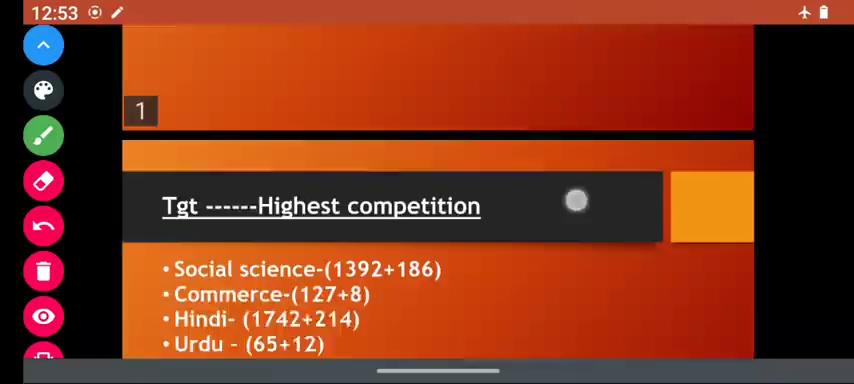 12:53
1
Tgt ------Highest competition
• Social science-(1392+186)
• Commerce-(127+8)
• Hindi- (1742+214)
• Urdu - (65+12)